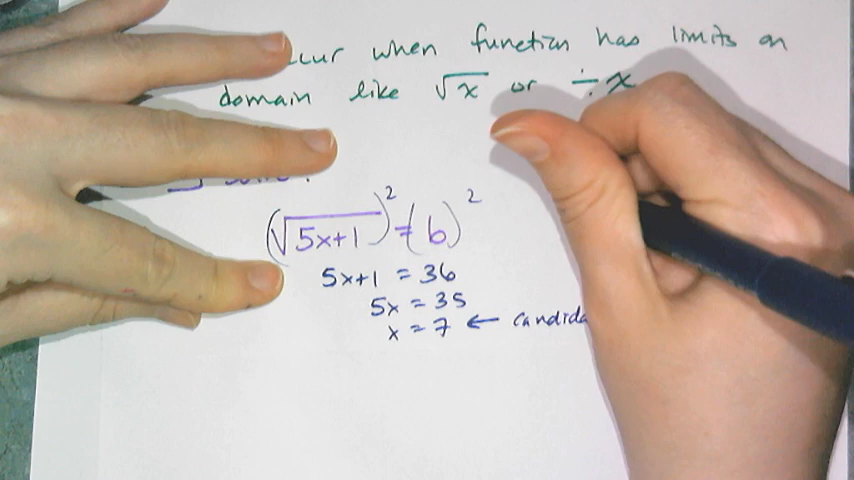 ccur when function has limits on
domain like √x or ÷x
(√5x+1)² = (6)²
5x+1 = 36
5x = 35
x = 7 ← candida